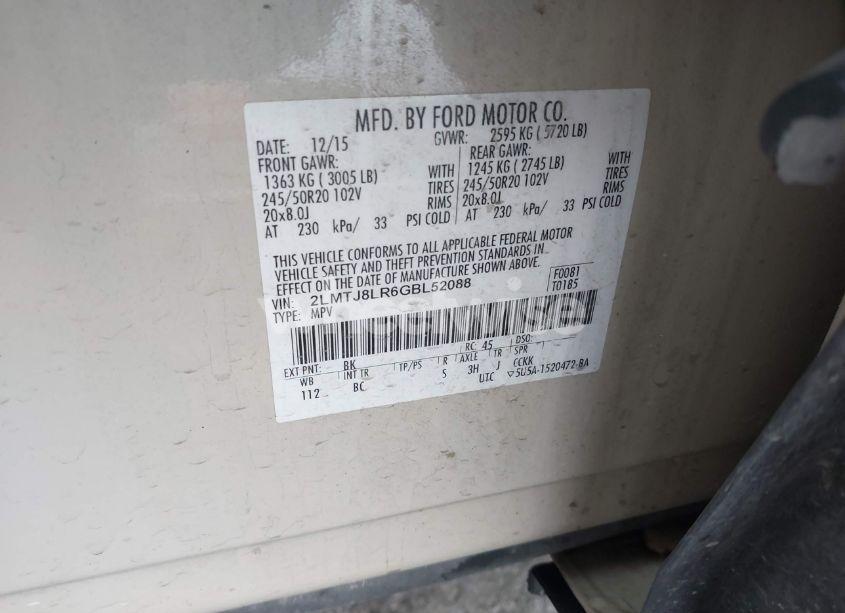 MFD. BY FORD MOTOR CO.
DATE: 12/15 GVWR: 2595 KG ( 5720 LB)
FRONT GAWR: REAR GAWR:
1363 KG ( 3005 LB) WITH 1245 KG ( 2745 LB) WITH
245/50R20 102V TIRES 245/50R20 102V TIRES
20x8.0J RIMS 20x8.0J RIMS
AT 230 kPa/ 33 PSI COLD AT 230 kPa/ 33 PSI COLD
THIS VEHICLE CONFORMS TO ALL APPLICABLE FEDERAL MOTOR
VEHICLE SAFETY AND THEFT PREVENTION STANDARDS IN
EFFECT ON THE DATE OF MANUFACTURE SHOWN ABOVE.
VIN: 2LMTJ8LR6GBL52088 F0081
TYPE: MPV T0185
EXT PNT: BK RC: 45 DSO:
WB INT TR TP/PS R AXLE TR SPR
112 BC S 3H J CCKK
UTC ▽5U5A-1520472-BA